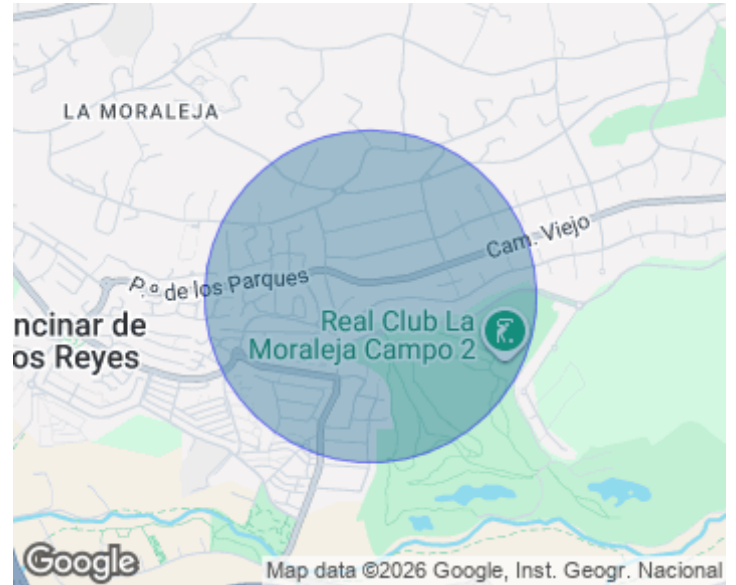 LA MORALEJA
Cam. Viejo
P.º de los Parques
ncinar de
os Reyes
Real Club La
Moraleja Campo 2
Google
Map data ©2026 Google, Inst. Geogr. Nacional